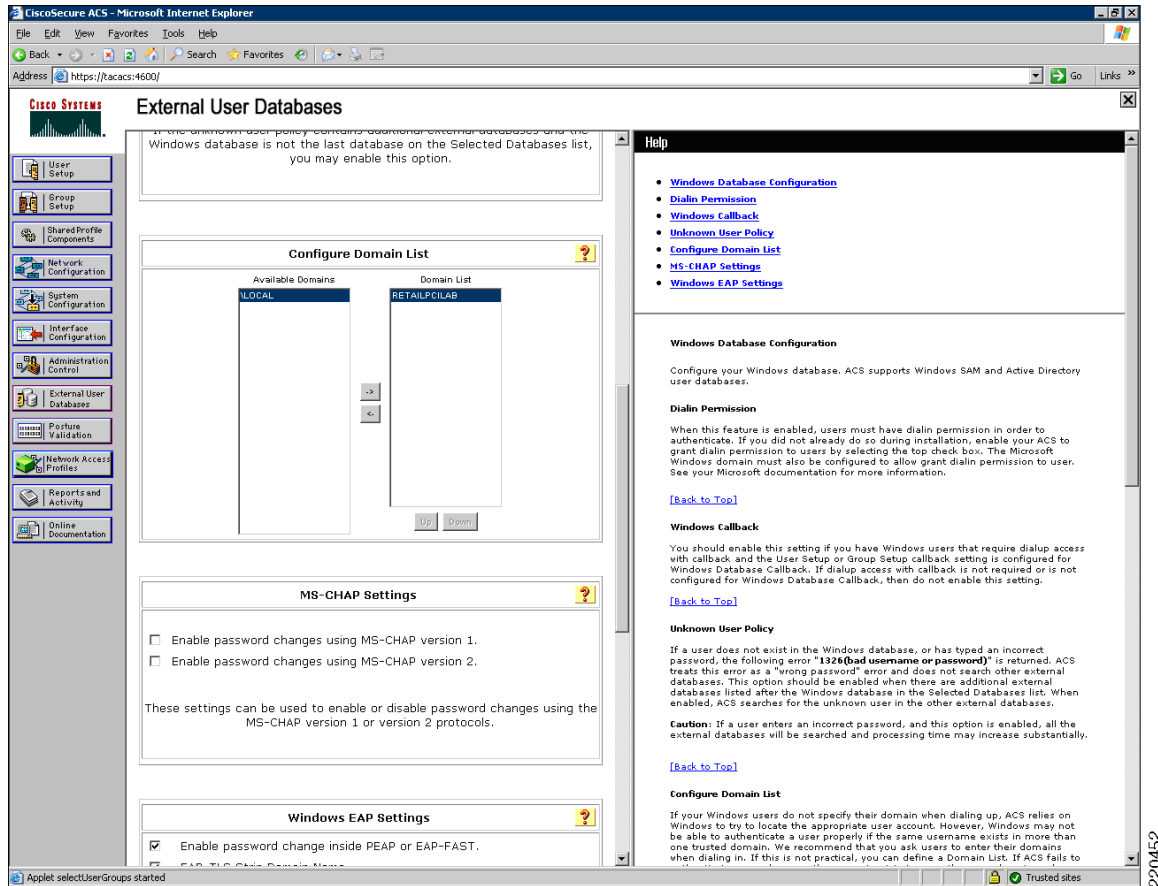 CiscoSecure ACS - Microsoft Internet Explorer
File Edit View Favorites Tools Help
Back Search Favorites
Address https://tacacs:4600/ Go Links »
CISCO SYSTEMS
External User Databases
User
Setup
Group
Setup
Shared Profile
Components
Network
Configuration
System
Configuration
Interface
Configuration
Administration
Control
External User
Databases
Posture
Validation
Network Access
Profiles
Reports and
Activity
Online
Documentation
If the unknown user policy contains additional external databases and the
Windows database is not the last database on the Selected Databases list,
you may enable this option.
Configure Domain List ?
Available Domains Domain List
\LOCAL RETAILPCILAB
->
<-
Up Down
MS-CHAP Settings ?
Enable password changes using MS-CHAP version 1.
Enable password changes using MS-CHAP version 2.
These settings can be used to enable or disable password changes using the
MS-CHAP version 1 or version 2 protocols.
Windows EAP Settings ?
Enable password change inside PEAP or EAP-FAST.
EAP-TLS Strip Domain Name.
Help
• Windows Database Configuration
• Dialin Permission
• Windows Callback
• Unknown User Policy
• Configure Domain List
• MS-CHAP Settings
• Windows EAP Settings
Windows Database Configuration
Configure your Windows database. ACS supports Windows SAM and Active Directory
user databases.
Dialin Permission
When this feature is enabled, users must have dialin permission in order to
authenticate. If you did not already do so during installation, enable your ACS to
grant dialin permission to users by selecting the top check box. The Microsoft
Windows domain must also be configured to allow grant dialin permission to user.
See your Microsoft documentation for more information.
[Back to Top]
Windows Callback
You should enable this setting if you have Windows users that require dialup access
with callback and the User Setup or Group Setup callback setting is configured for
Windows Database Callback. If dialup access with callback is not required or is not
configured for Windows Database Callback, then do not enable this setting.
[Back to Top]
Unknown User Policy
If a user does not exist in the Windows database, or has typed an incorrect
password, the following error "1326(bad username or password)" is returned. ACS
treats this error as a "wrong password" error and does not search other external
databases. This option should be enabled when there are additional external
databases listed after the Windows database in the Selected Databases list. When
enabled, ACS searches for the unknown user in the other external databases.
Caution: If a user enters an incorrect password, and this option is enabled, all the
external databases will be searched and processing time may increase substantially.
[Back to Top]
Configure Domain List
If your Windows users do not specify their domain when dialing up, ACS relies on
Windows to try to locate the appropriate user account. However, Windows may not
be able to authenticate a user properly if the same username exists in more than
one trusted domain. We recommend that you ask users to enter their domains
when dialing in. If this is not practical, you can define a Domain List. If ACS fails to
Applet selectUserGroups started
Trusted sites
220452